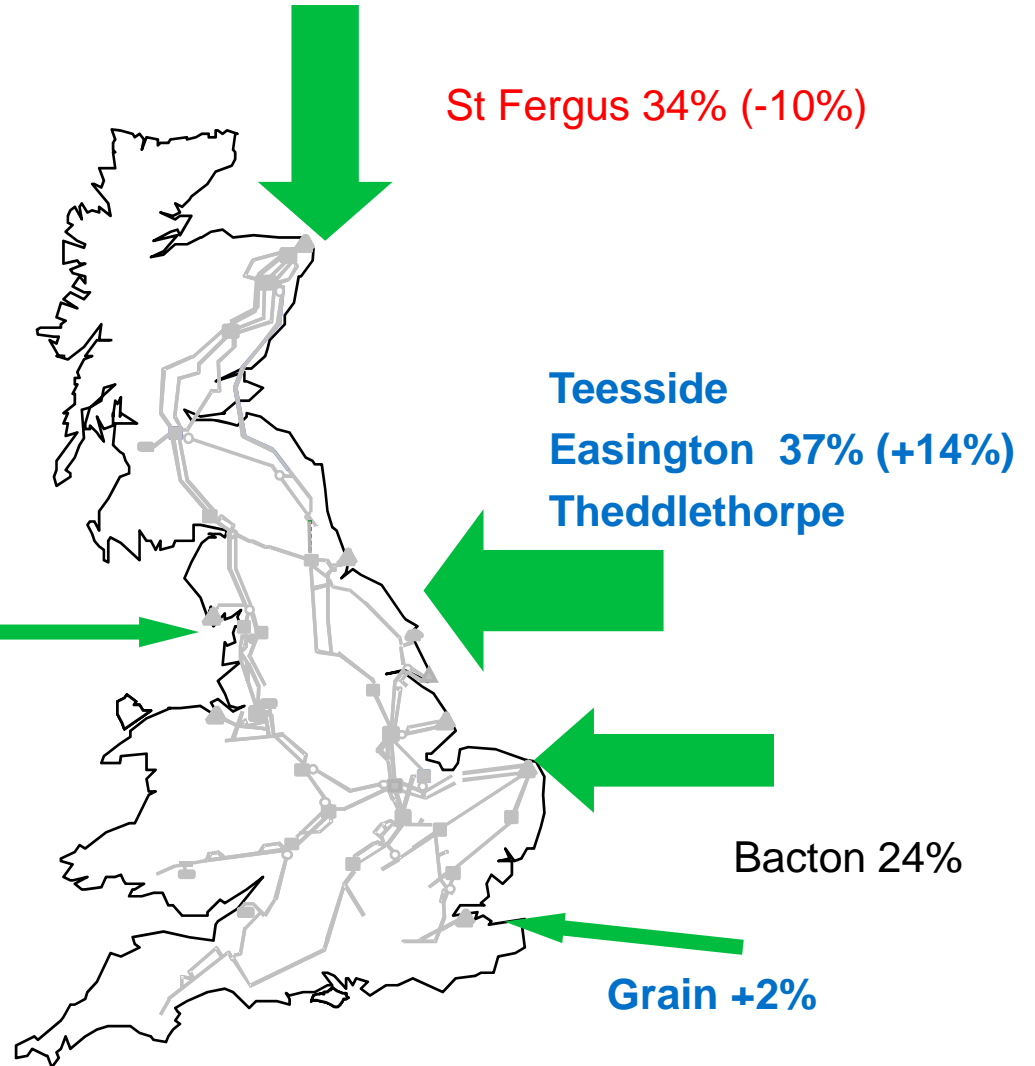 St Fergus 34% (-10%)
Teesside
Easington 37% (+14%)
Theddlethorpe
Bacton 24%
Grain +2%